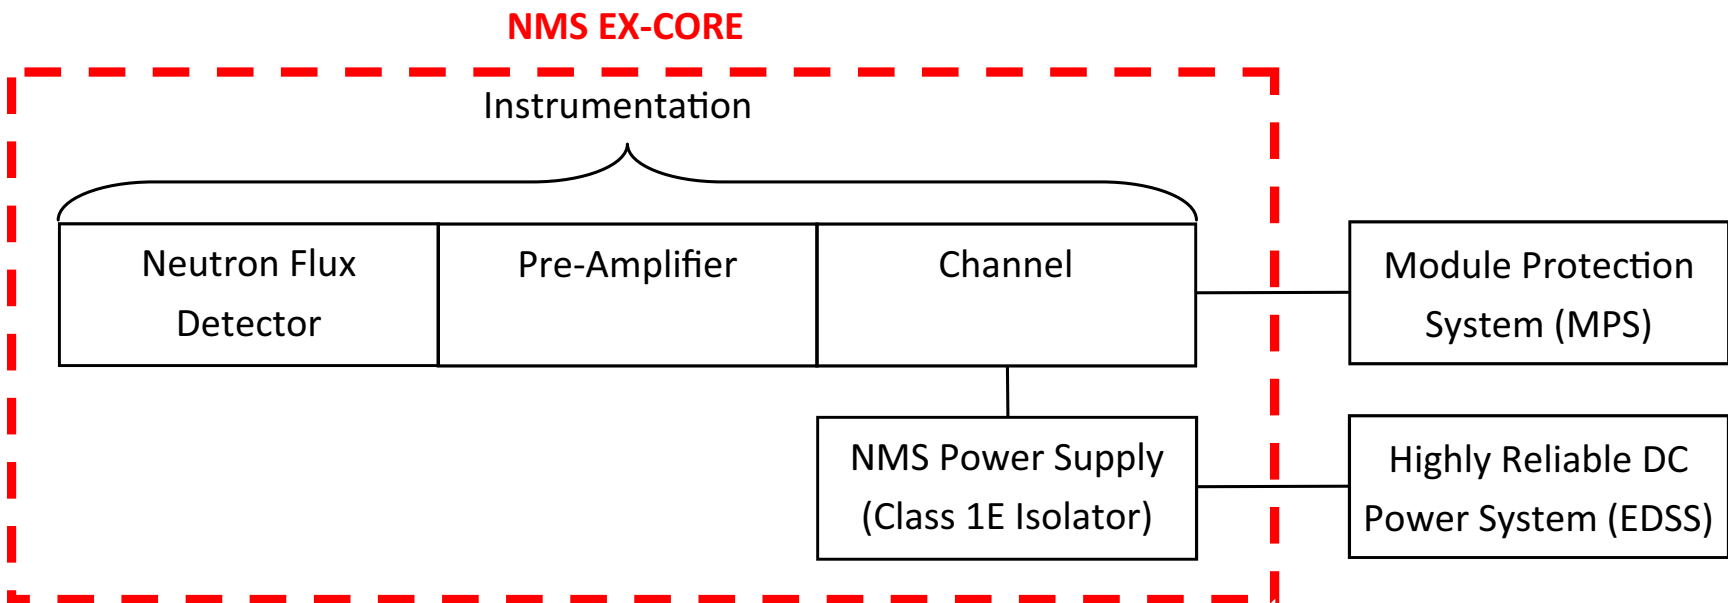 NMS EX-CORE
Instrumentation
Neutron Flux
Detector
Pre-Amplifier
Channel
Module Protection
System (MPS)
NMS Power Supply
(Class 1E Isolator)
Highly Reliable DC
Power System (EDSS)